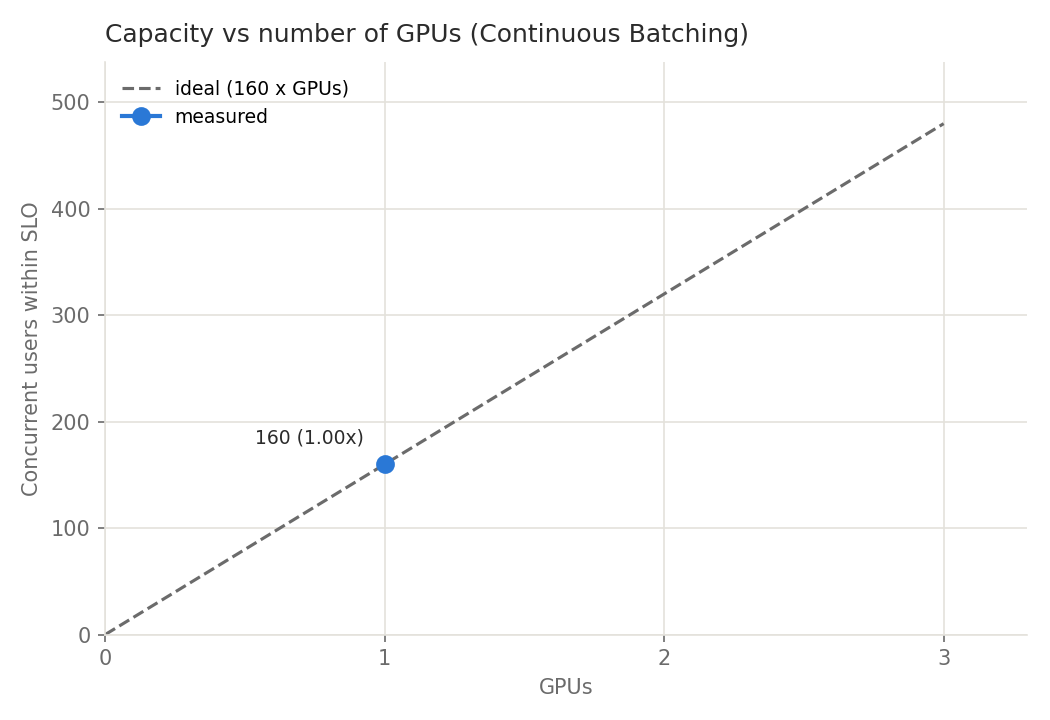 Capacity vs number of GPUs (Continuous Batching)
ideal (160 x GPUs)
measured
Concurrent users within SLO
500
400
300
200
100
0
160 (1.00x)
0 1 2 3
GPUs